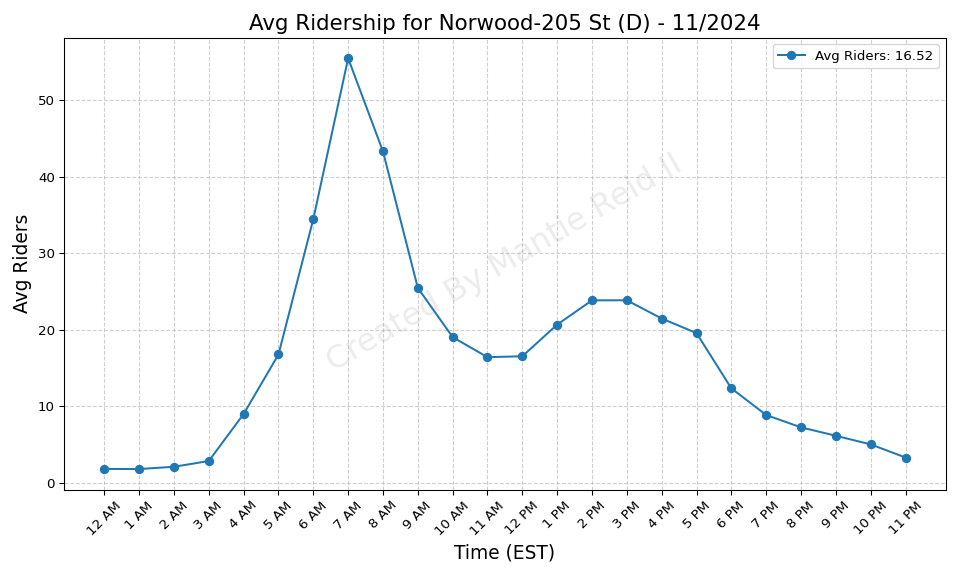 Avg Ridership for Norwood-205 St (D) - 11/2024
Avg Riders: 16.52
Avg Riders
50
40
30
20
10
0
Created By Mantie Reid II
12 AM
1 AM
2 AM
3 AM
4 AM
5 AM
6 AM
7 AM
8 AM
9 AM
10 AM
11 AM
12 PM
1 PM
2 PM
3 PM
4 PM
5 PM
6 PM
7 PM
8 PM
9 PM
10 PM
11 PM
Time (EST)